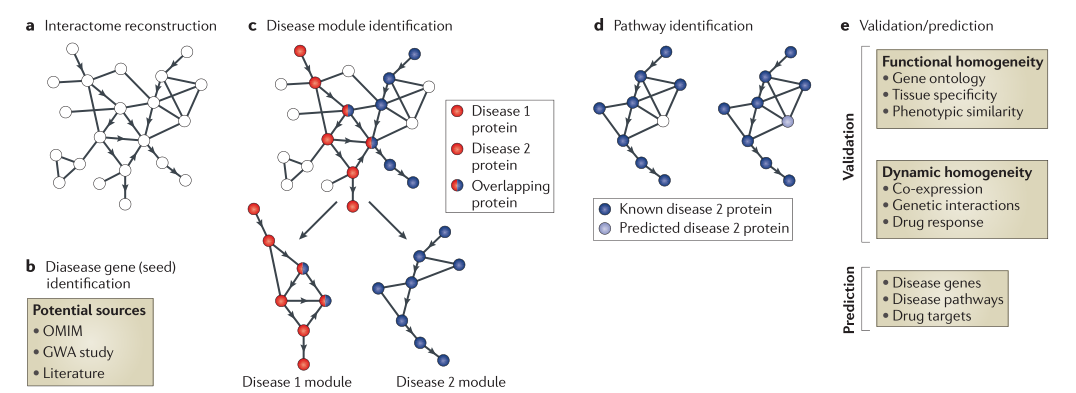 a Interactome reconstruction
b Diasease gene (seed)
identification
Potential sources
• OMIM
• GWA study
• Literature
c Disease module identification
Disease 1
protein
Disease 2
protein
Overlapping
protein
Disease 1 module
Disease 2 module
d Pathway identification
Known disease 2 protein
Predicted disease 2 protein
e Validation/prediction
Validation
Functional homogeneity
• Gene ontology
• Tissue specificity
• Phenotypic similarity
Dynamic homogeneity
• Co-expression
• Genetic interactions
• Drug response
Prediction
• Disease genes
• Disease pathways
• Drug targets